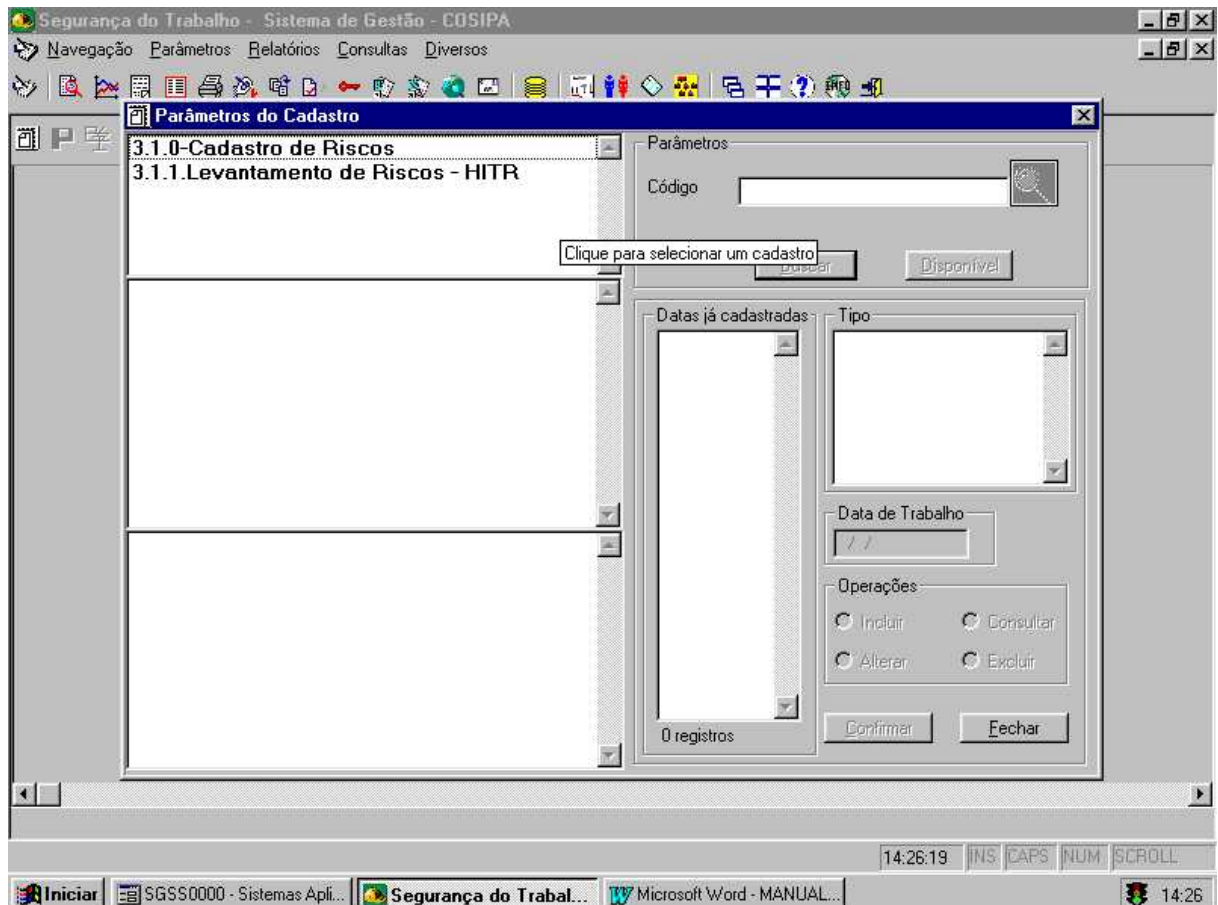 Segurança do Trabalho - Sistema de Gestão - COSIPA
Navegação Parâmetros Relatórios Consultas Diversos
Parâmetros do Cadastro
3.1.0-Cadastro de Riscos
3.1.1.Levantamento de Riscos - HITR
Parâmetros
Código
Clique para selecionar um cadastro
Buscar Disponível
Datas já cadastradas
Tipo
Data de Trabalho
/ /
Operações
Incluir Consultar
Alterar Excluir
0 registros
Confirmar Fechar
14:26:19 INS CAPS NUM SCROLL
Iniciar SGSS0000 - Sistemas Apli... Segurança do Trabal... Microsoft Word - MANUAL... 14:26